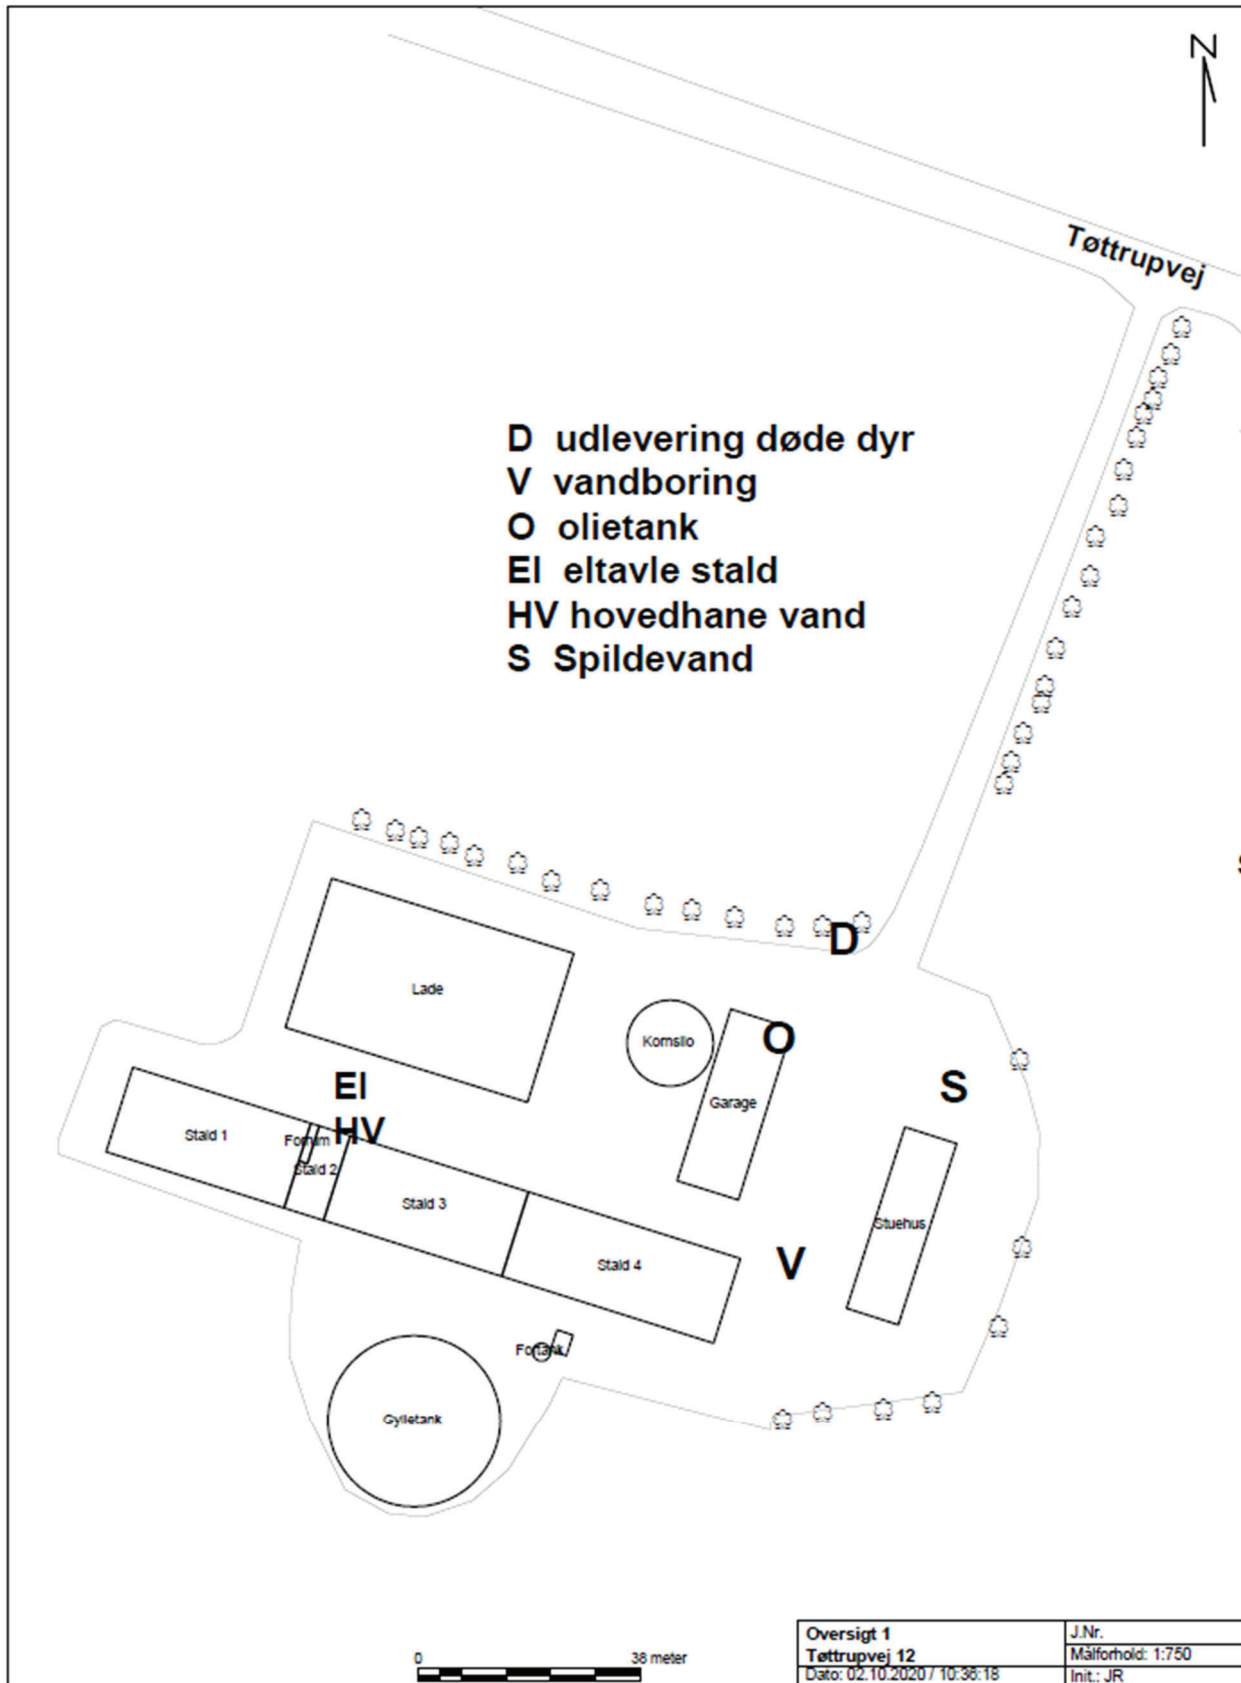 N
Tøttrupvej
D udlevering døde dyr
V vandboring
O olietank
El eltavle stald
HV hovedhane vand
S Spildevand
D
Lade
Kornsilo
O
Garage
S
El
HV
Stald 1
Forrum
Stald 2
Stald 3
Stald 4
Stuehus
V
Fortank
Gylletank
0 38 meter
Oversigt 1
Tøttrupvej 12
Dato: 02.10.2020 / 10:36:18
J.Nr.
Målforhold: 1:750
Init.: JR